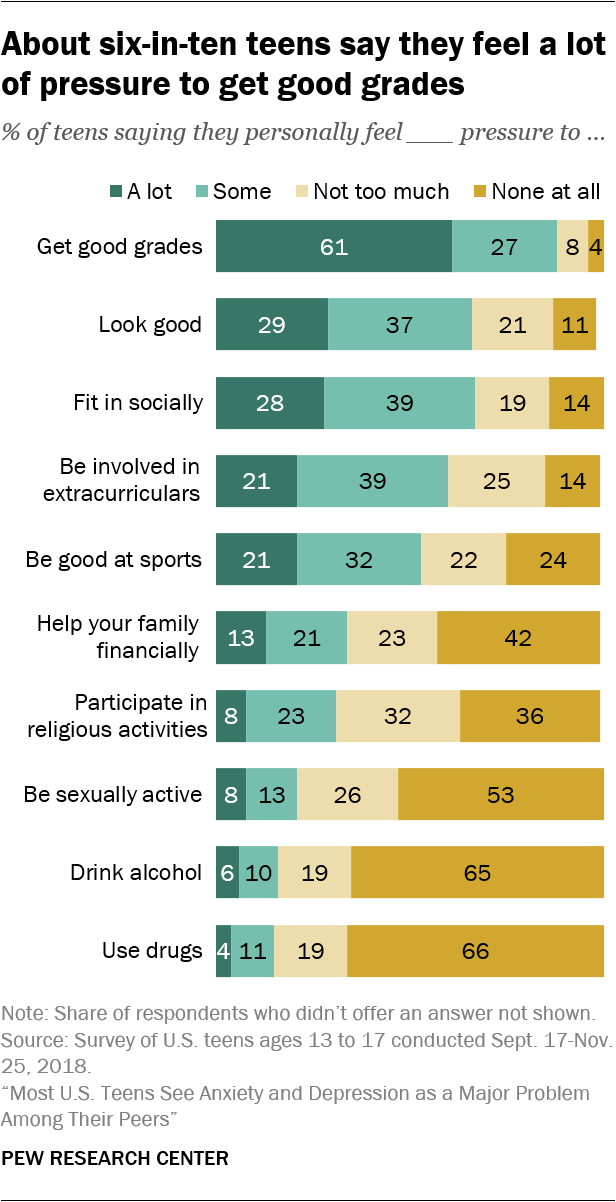 About six-in-ten teens say they feel a lot
of pressure to get good grades
% of teens saying they personally feel ___ pressure to ...
A lot Some Not too much None at all
Get good grades 61 27 8 4
Look good 29 37 21 11
Fit in socially 28 39 19 14
Be involved in
extracurriculars 21 39 25 14
Be good at sports 21 32 22 24
Help your family
financially 13 21 23 42
Participate in
religious activities 8 23 32 36
Be sexually active 8 13 26 53
Drink alcohol 6 10 19 65
Use drugs 4 11 19 66
Note: Share of respondents who didn’t offer an answer not shown.
Source: Survey of U.S. teens ages 13 to 17 conducted Sept. 17-Nov.
25, 2018.
“Most U.S. Teens See Anxiety and Depression as a Major Problem
Among Their Peers”
PEW RESEARCH CENTER